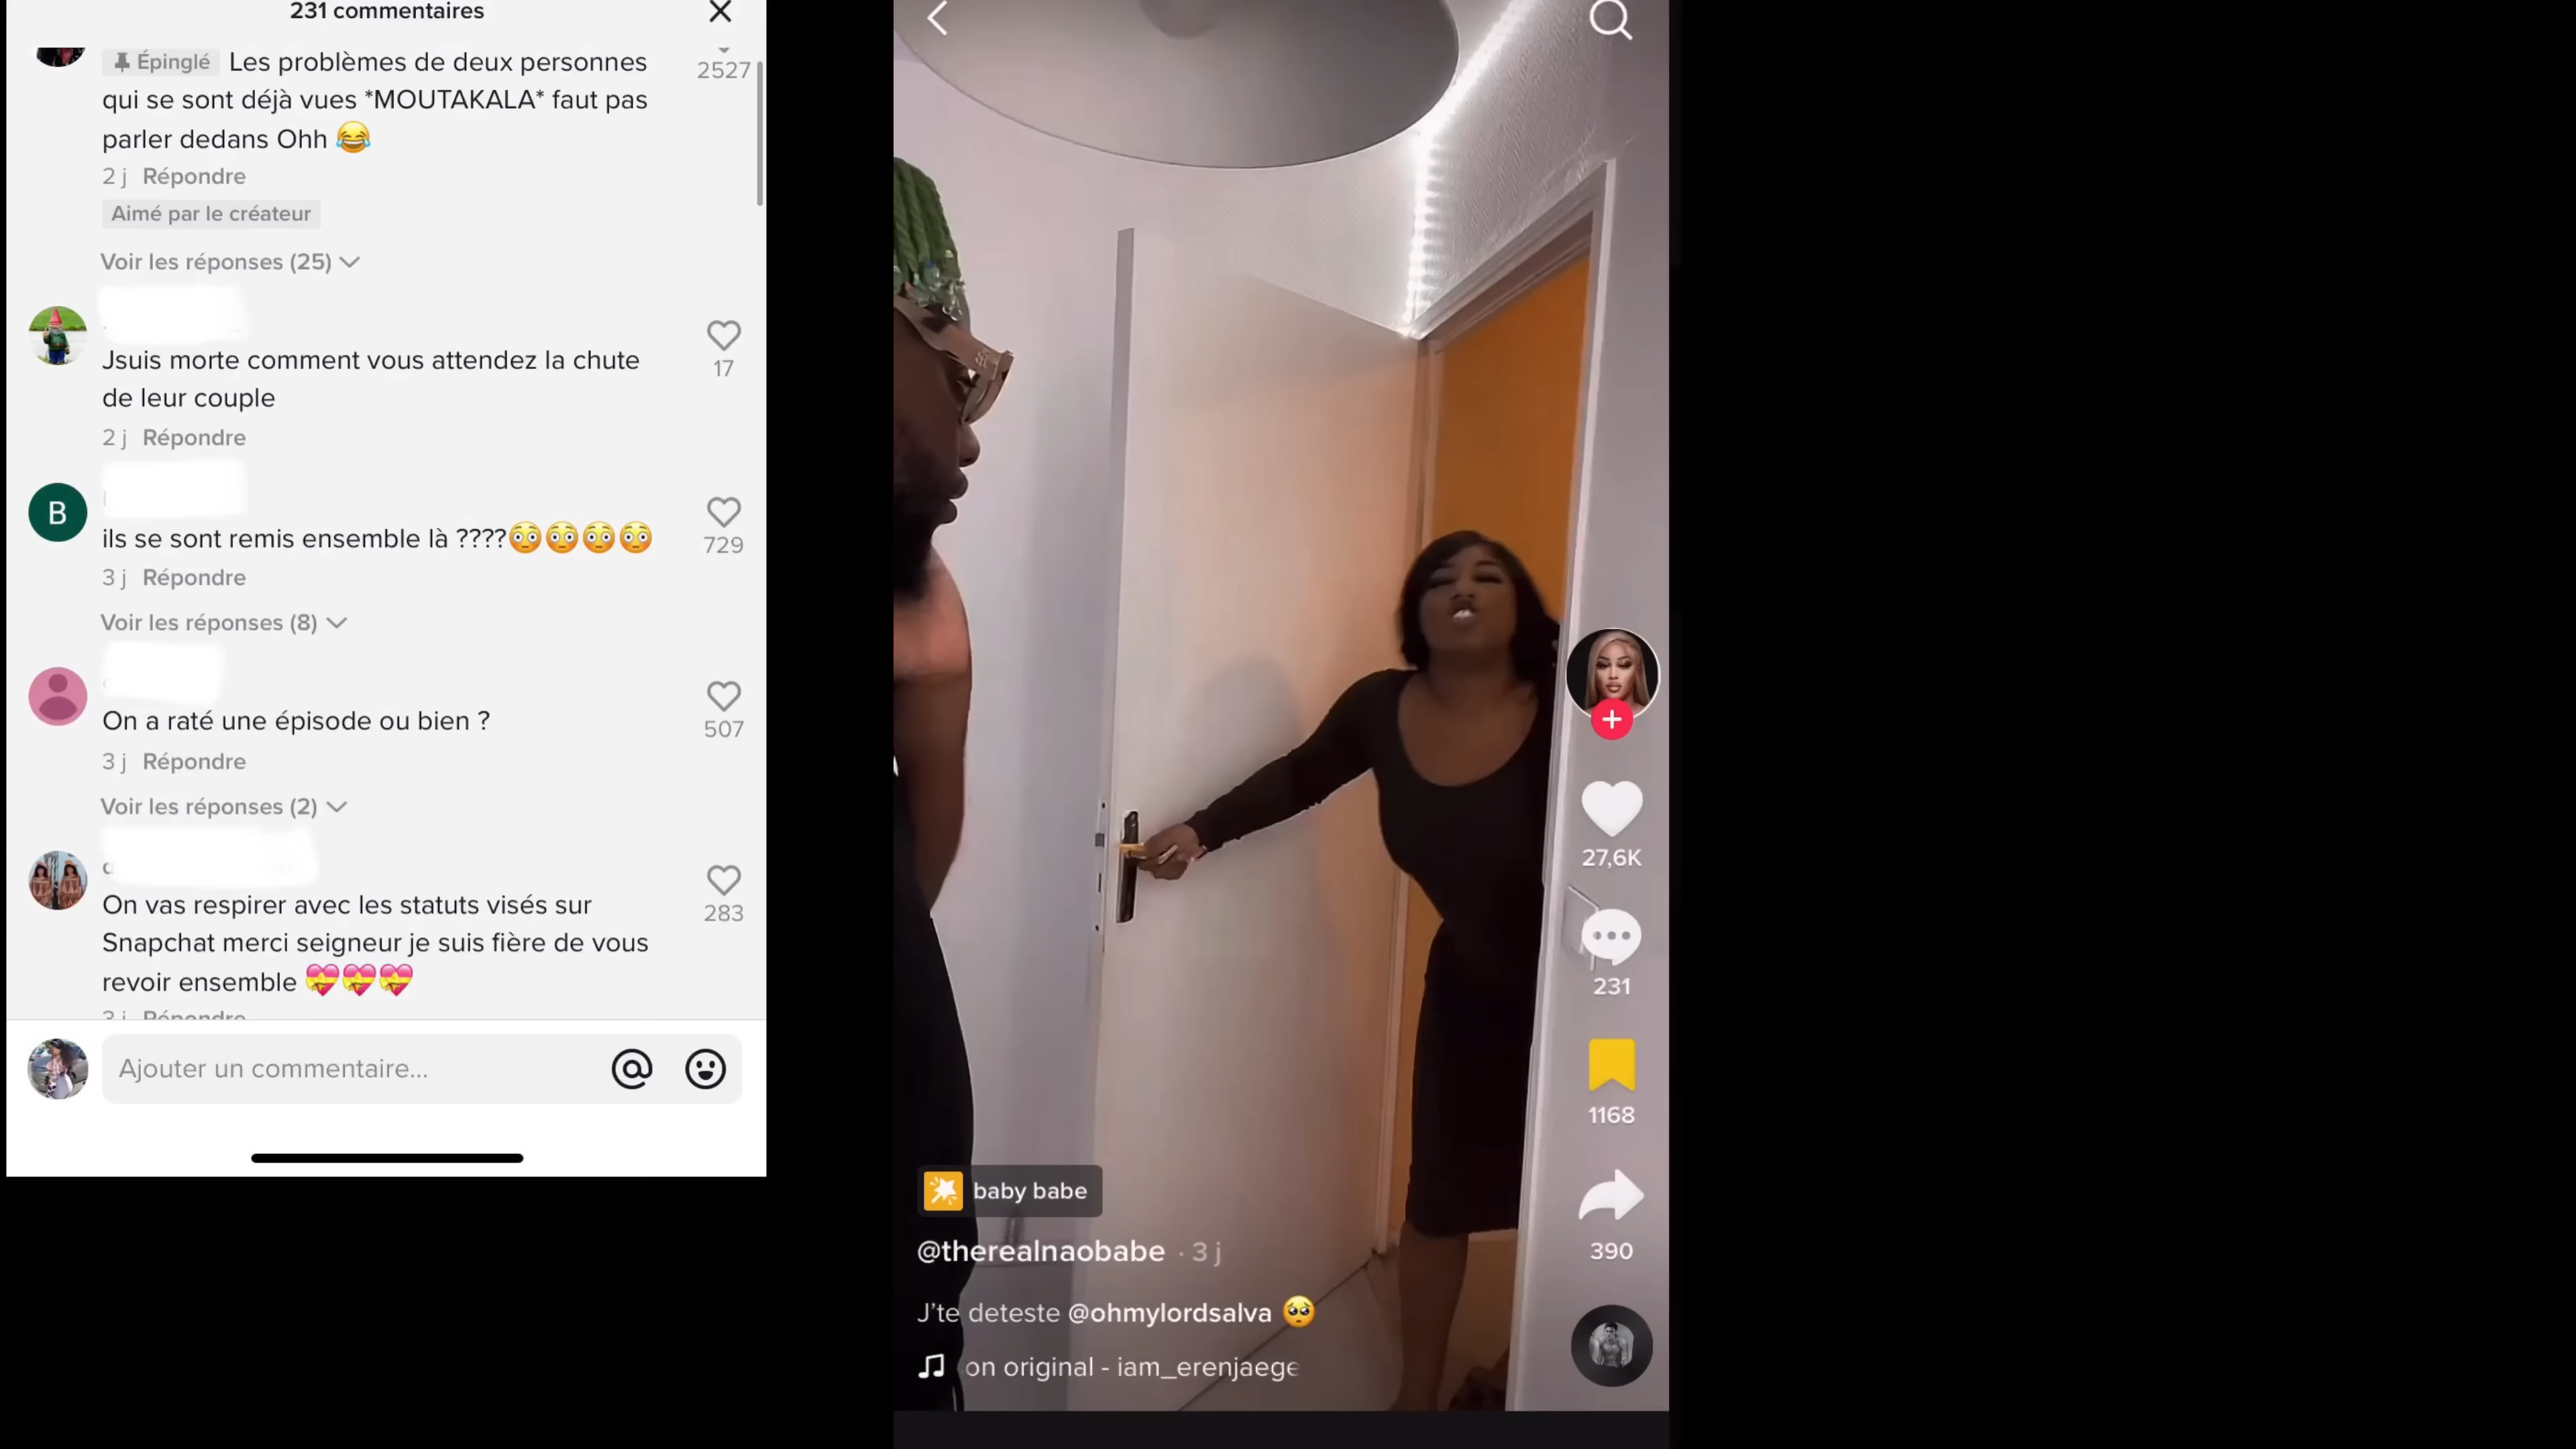 231 commentaires
Épinglé Les problèmes de deux personnes
qui se sont déjà vues *MOUTAKALA* faut pas
parler dedans Ohh 😂
2527
2 j Répondre
Aimé par le créateur
Voir les réponses (25)
Jsuis morte comment vous attendez la chute
de leur couple
17
2 j Répondre
B
ils se sont remis ensemble là ????😳😳😳😳
729
3 j Répondre
Voir les réponses (8)
On a raté une épisode ou bien ?
507
3 j Répondre
Voir les réponses (2)
On vas respirer avec les statuts visés sur
Snapchat merci seigneur je suis fière de vous
revoir ensemble 💝💝💝
283
3 j Répondre
Ajouter un commentaire...
27,6K
231
1168
390
baby babe
@therealnaobabe · 3 j
J'te deteste @ohmylordsalva 🥺
on original - iam_erenjaege